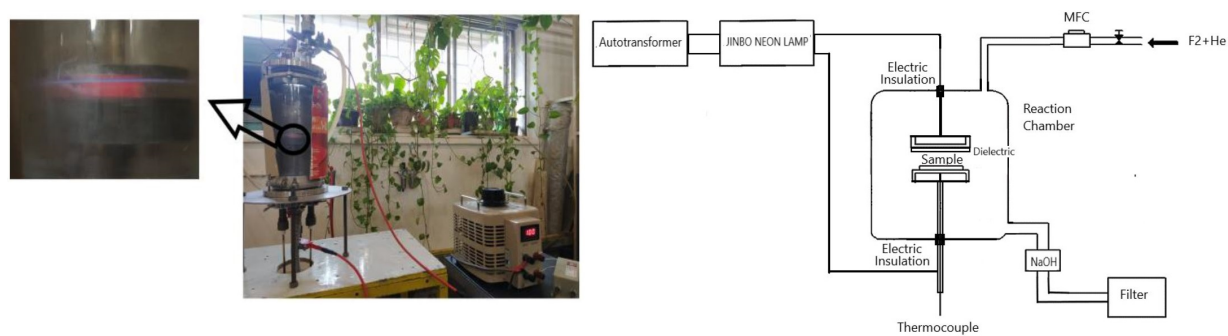 Autotransformer
JINBO NEON LAMP
MFC
F2+He
Electric
Insulation
Reaction
Chamber
Dielectric
Sample
Electric
Insulation
NaOH
Filter
Thermocouple